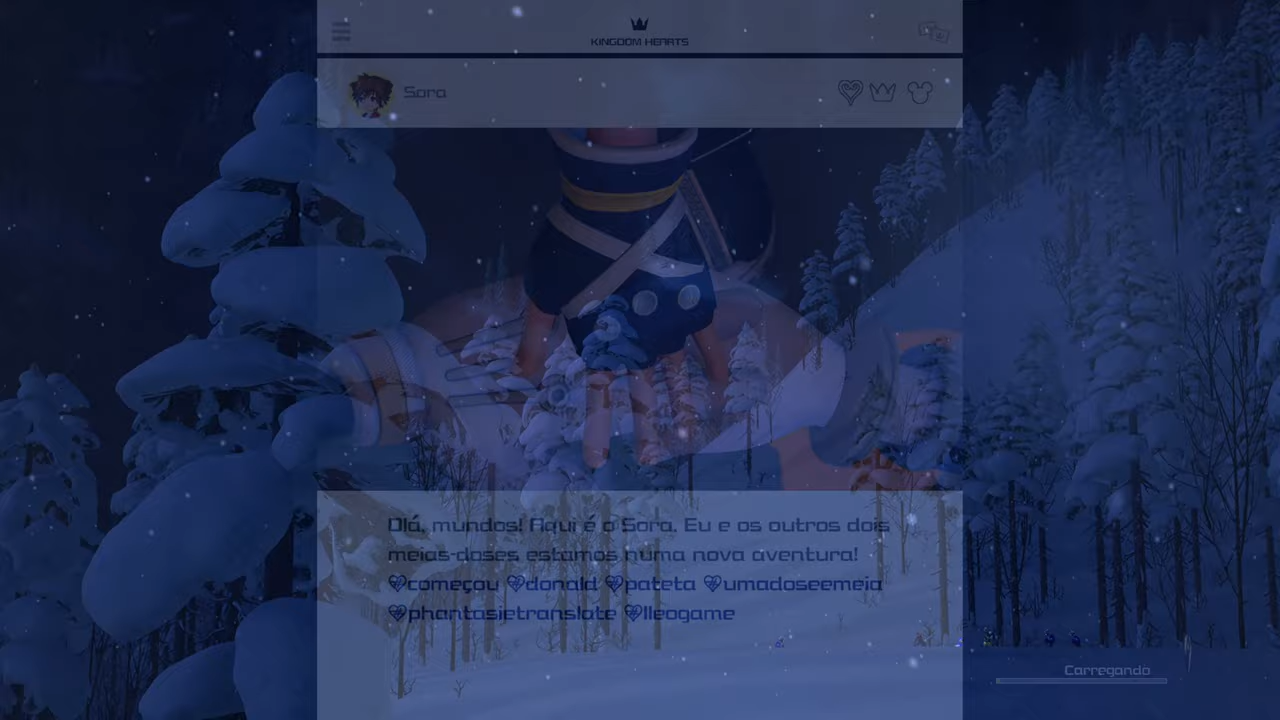 KINGDOM HEARTS
Sora
Olá, mundos! Aqui é o Sora. Eu e os outros dois
meias-doses estamos numa nova aventura!
começou donald pateta umadoseemeia
phantasietranslate lleogame
Carregando